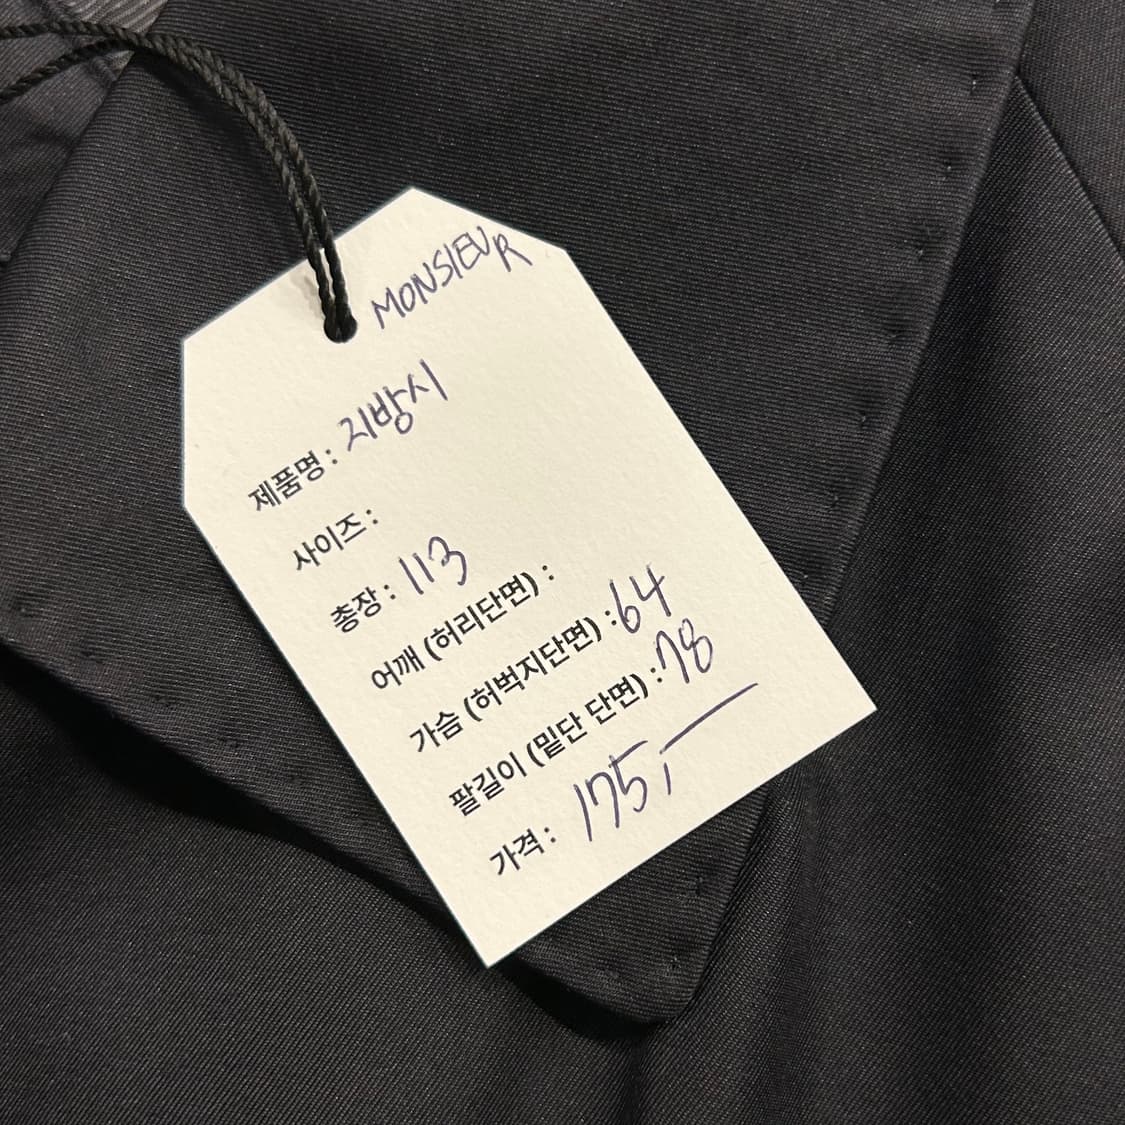 MONSIEUR
제품명 : 지방시
사이즈 :
총장 : 113
어깨 (허리단면) :
가슴 (허벅지단면) : 64
팔길이 (밑단 단면) : 78
가격 : 175,—